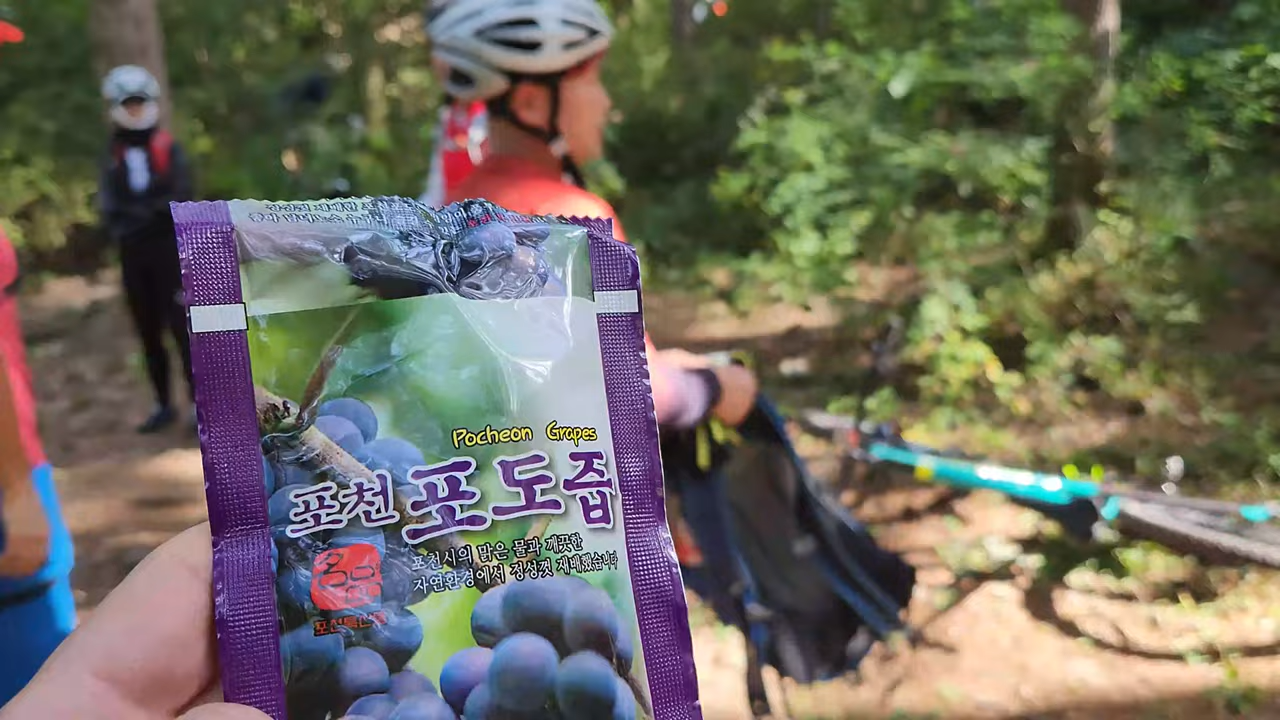 Pocheon Grapes
포천 포도즙
포천시의 맑은 물과 깨끗한
자연환경에서 정성껏 재배했습니다